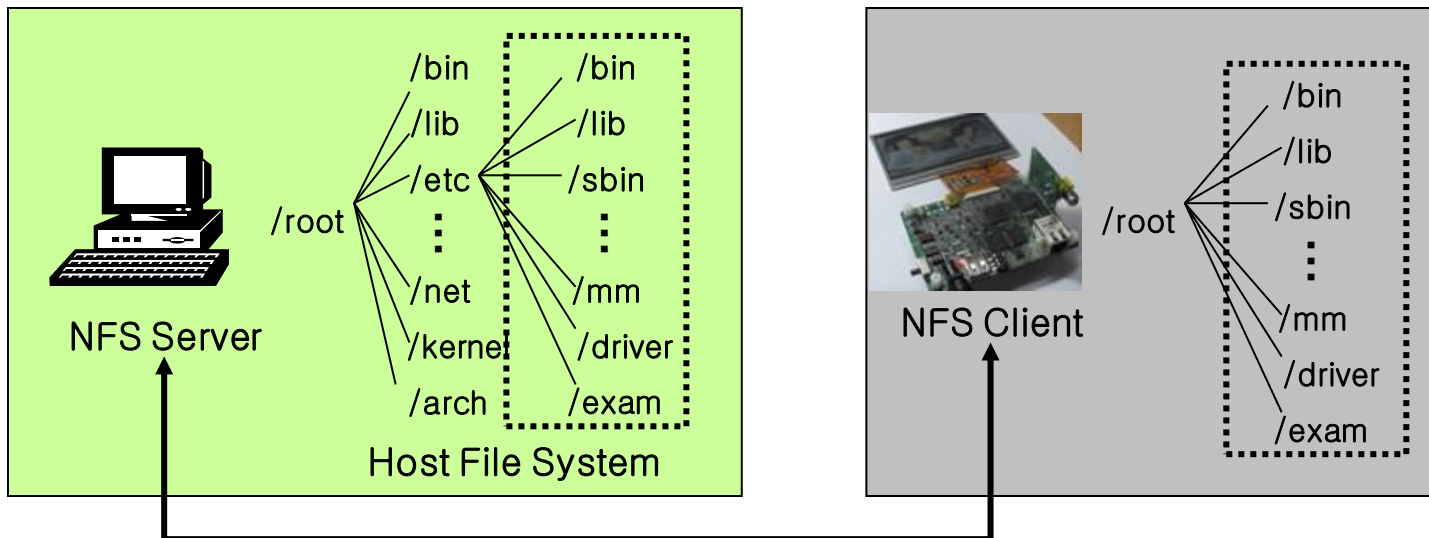 /bin
/lib
/etc
/root
/net
/kernel
/arch
/bin
/lib
/sbin
/mm
/driver
/exam
NFS Server
Host File System
/bin
/lib
/sbin
/root
/mm
/driver
/exam
NFS Client